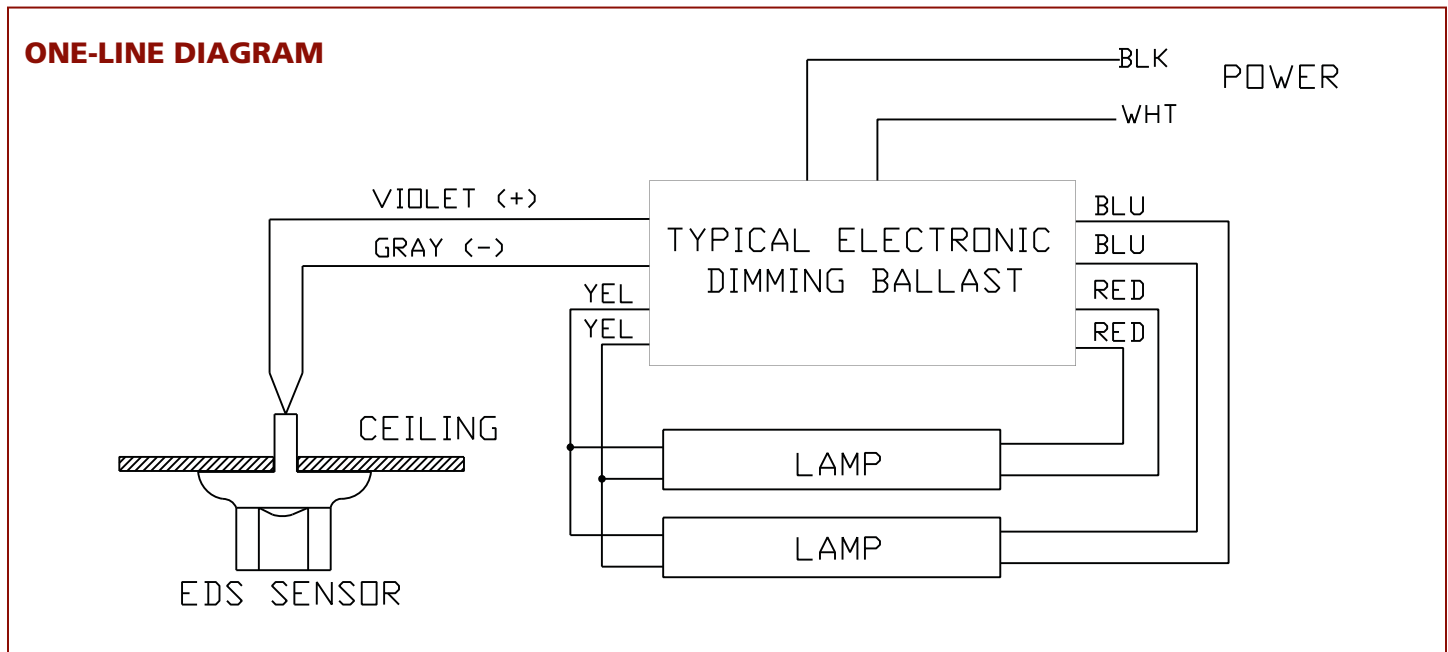 ONE-LINE DIAGRAM
BLK
POWER
WHT
VIOLET (+)
GRAY (-)
YEL
YEL
TYPICAL ELECTRONIC
DIMMING BALLAST
BLU
BLU
RED
RED
CEILING
LAMP
LAMP
EDS SENSOR